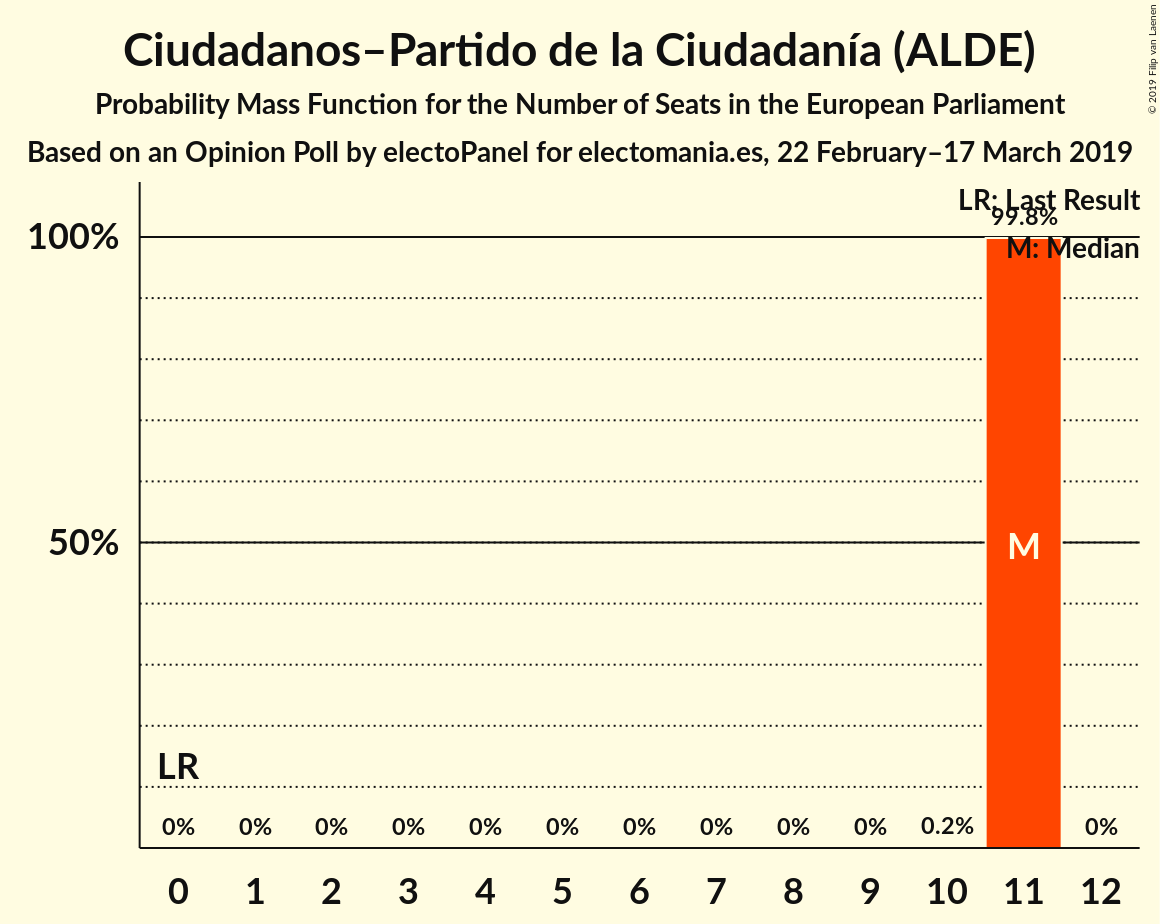 Ciudadanos–Partido de la Ciudadanía (ALDE)
Probability Mass Function for the Number of Seats in the European Parliament
Based on an Opinion Poll by electoPanel for electomania.es, 22 February–17 March 2019
© 2019 Filip van Laenen
LR: Last Result
99.8%
100%
M: Median
50%
M
LR
0% 0% 0% 0% 0% 0% 0% 0% 0% 0% 0.2% 0%
0 1 2 3 4 5 6 7 8 9 10 11 12